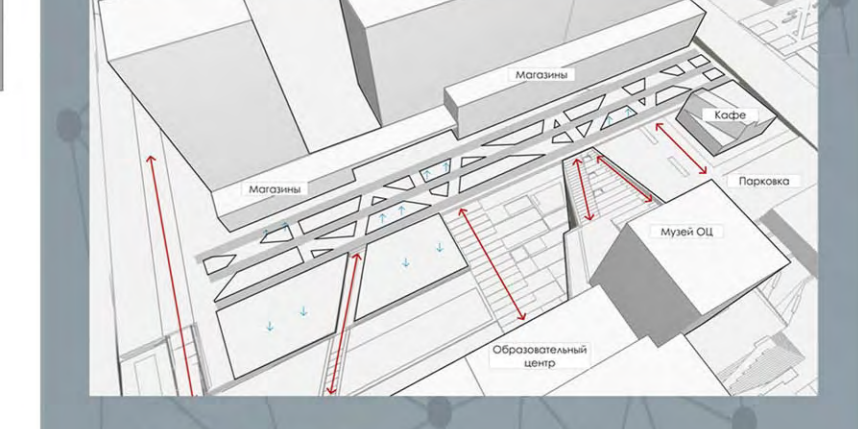 Магазины
Кафе
Магазины
Парковка
Музей ОЦ
Образовательный
центр